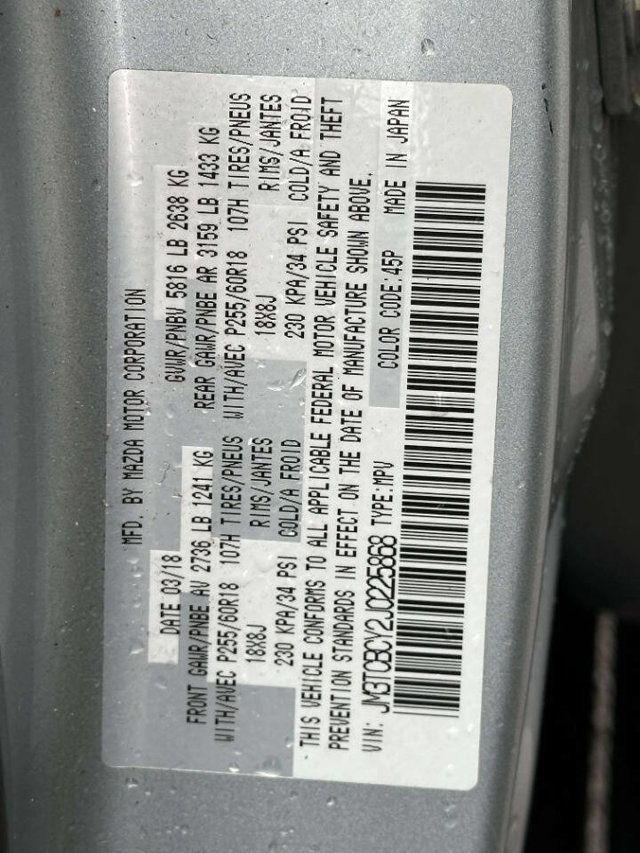 MFD. BY MAZDA MOTOR CORPORATION
DATE 03/18 GVWR/PNBV 5816 LB 2638 KG
FRONT GAWR/PNBE AV 2736 LB 1241 KG REAR GAWR/PNBE AR 3159 LB 1433 KG
WITH/AVEC P255/60R18 107H TIRES/PNEUS WITH/AVEC P255/60R18 107H TIRES/PNEUS
18X8J RIMS/JANTES 18X8J RIMS/JANTES
230 KPA/34 PSI COLD/A FROID 230 KPA/34 PSI COLD/A FROID
THIS VEHICLE CONFORMS TO ALL APPLICABLE FEDERAL MOTOR VEHICLE SAFETY AND THEFT
PREVENTION STANDARDS IN EFFECT ON THE DATE OF MANUFACTURE SHOWN ABOVE.
VIN: JM3TCBCY2J0225868 TYPE:MPV COLOR CODE:45P MADE IN JAPAN